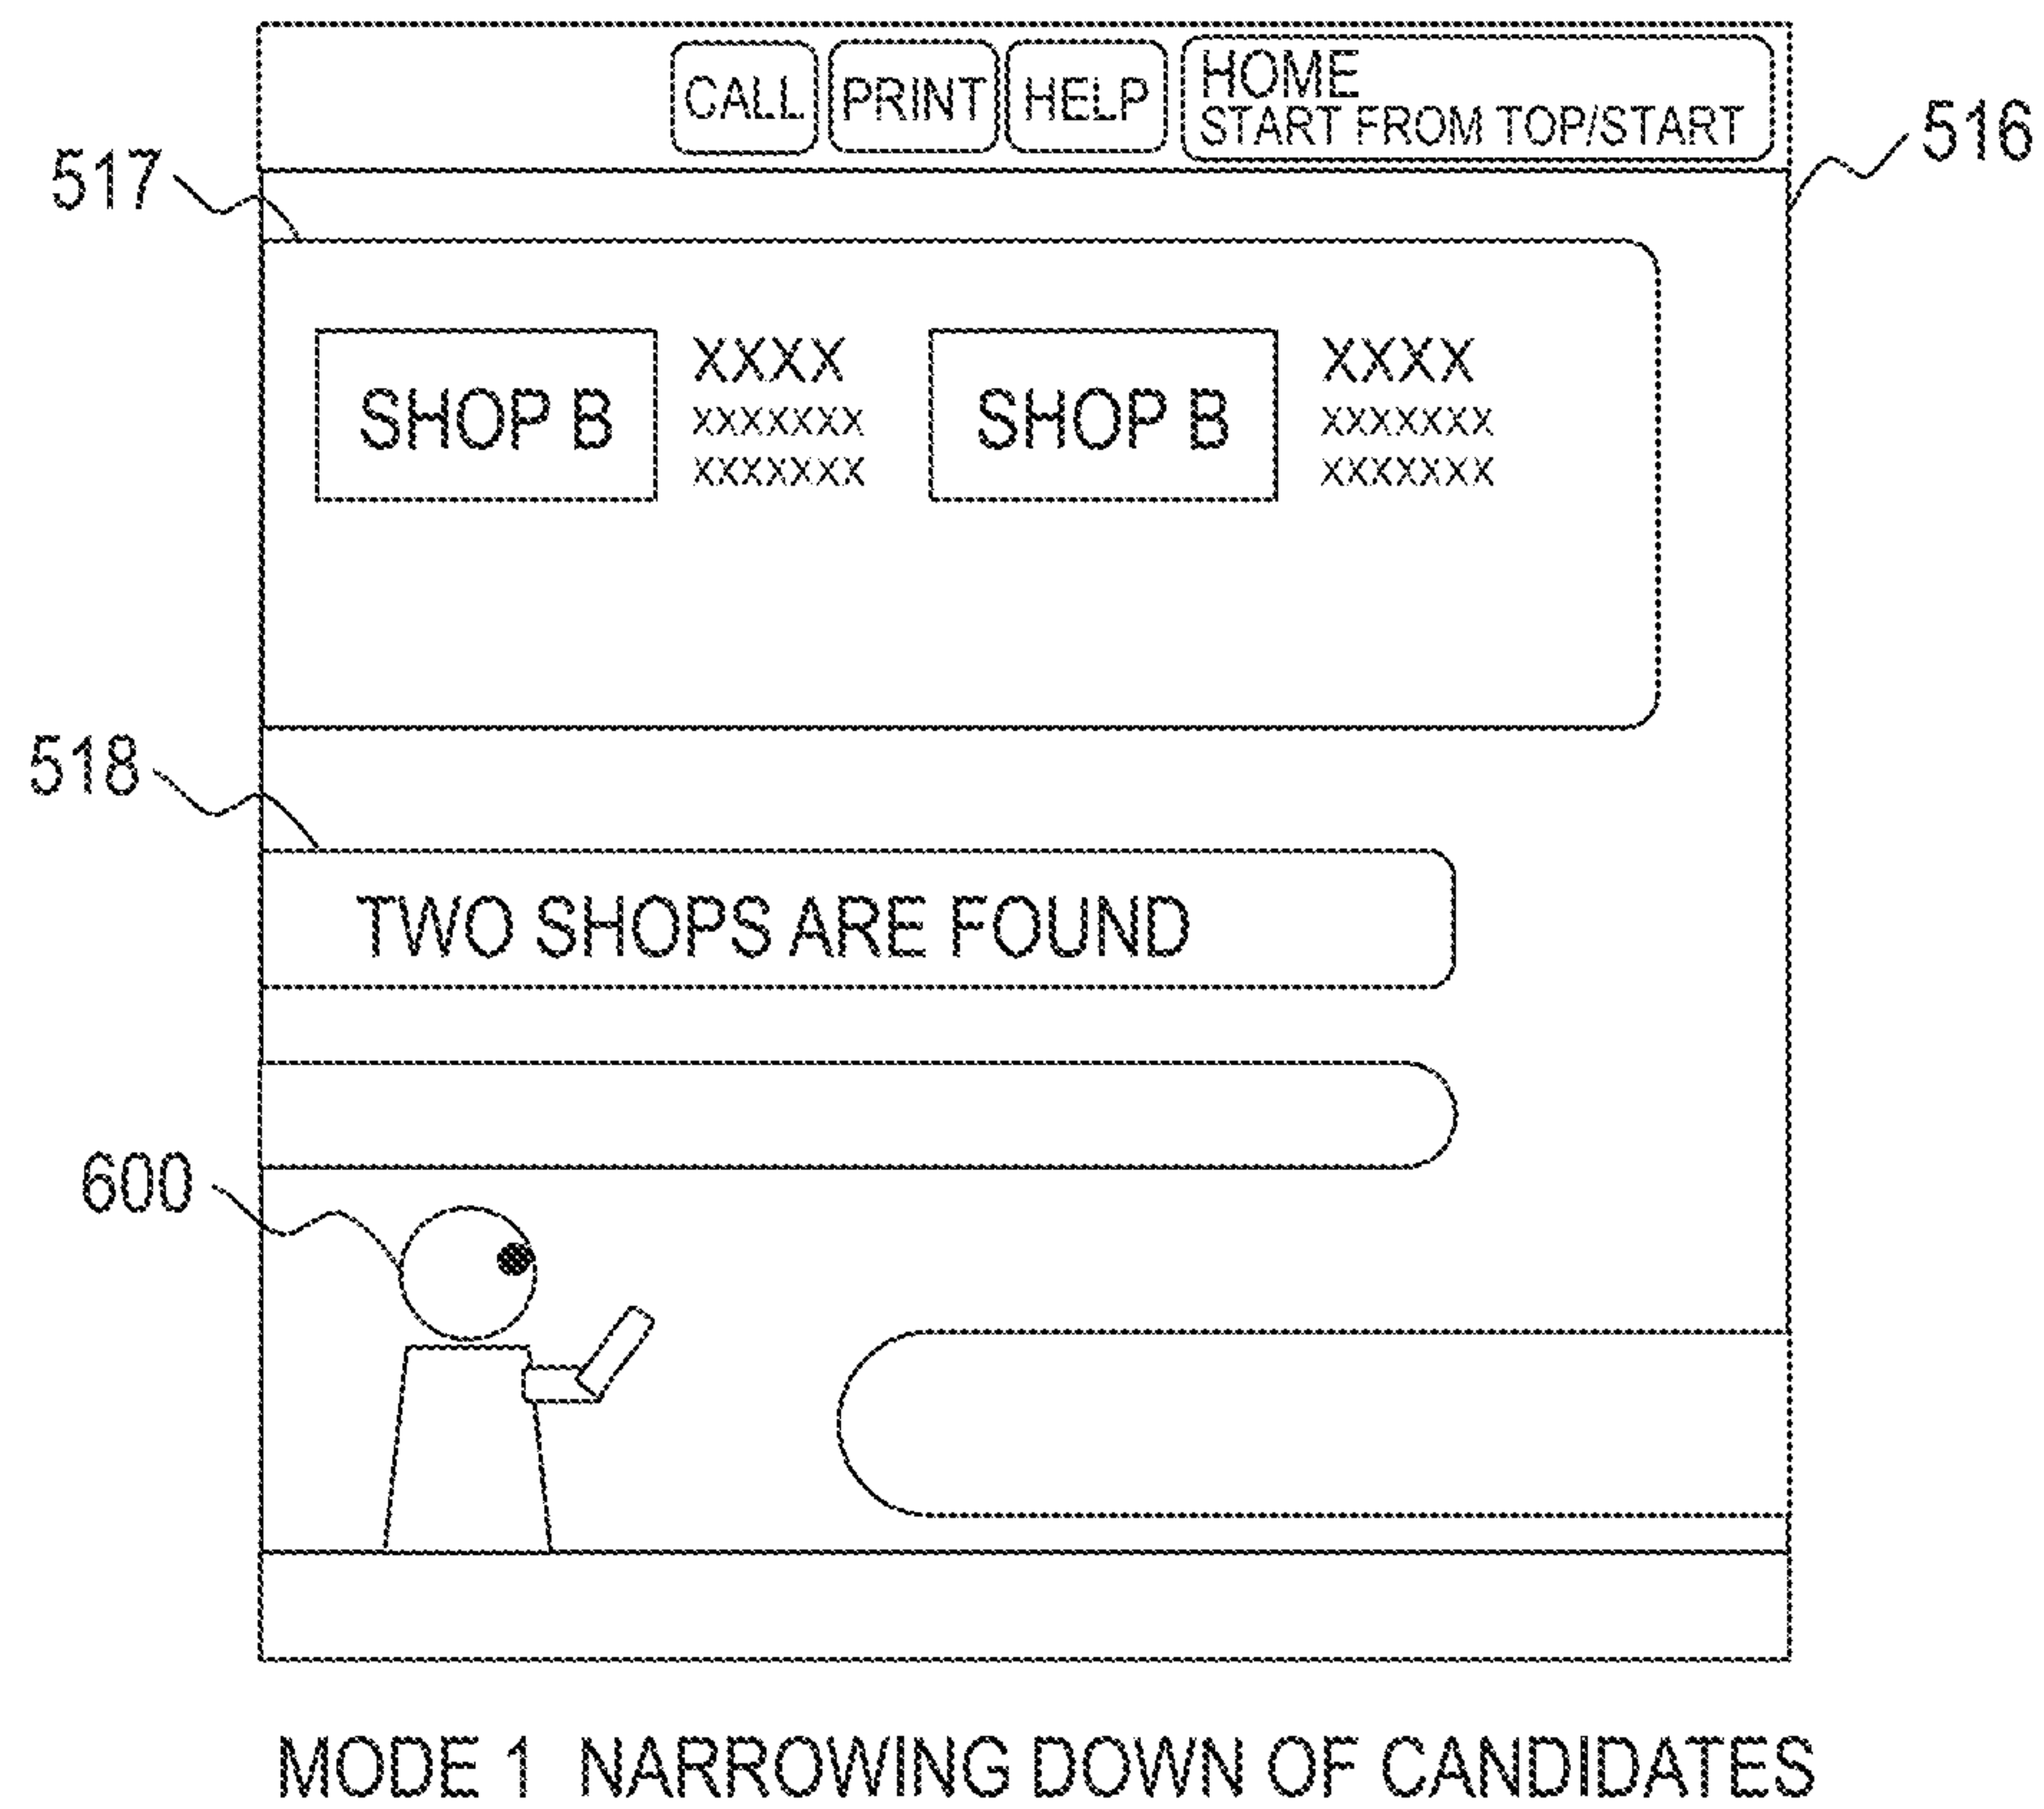 CALL PRINT HELP HOME
START FROM TOP/START
516
517
SHOP B XXXX SHOP B XXXX
XXXXXXX XXXXXXX
XXXXXXX XXXXXXX
518
TWO SHOPS ARE FOUND
600
MODE 1 NARROWING DOWN OF CANDIDATES